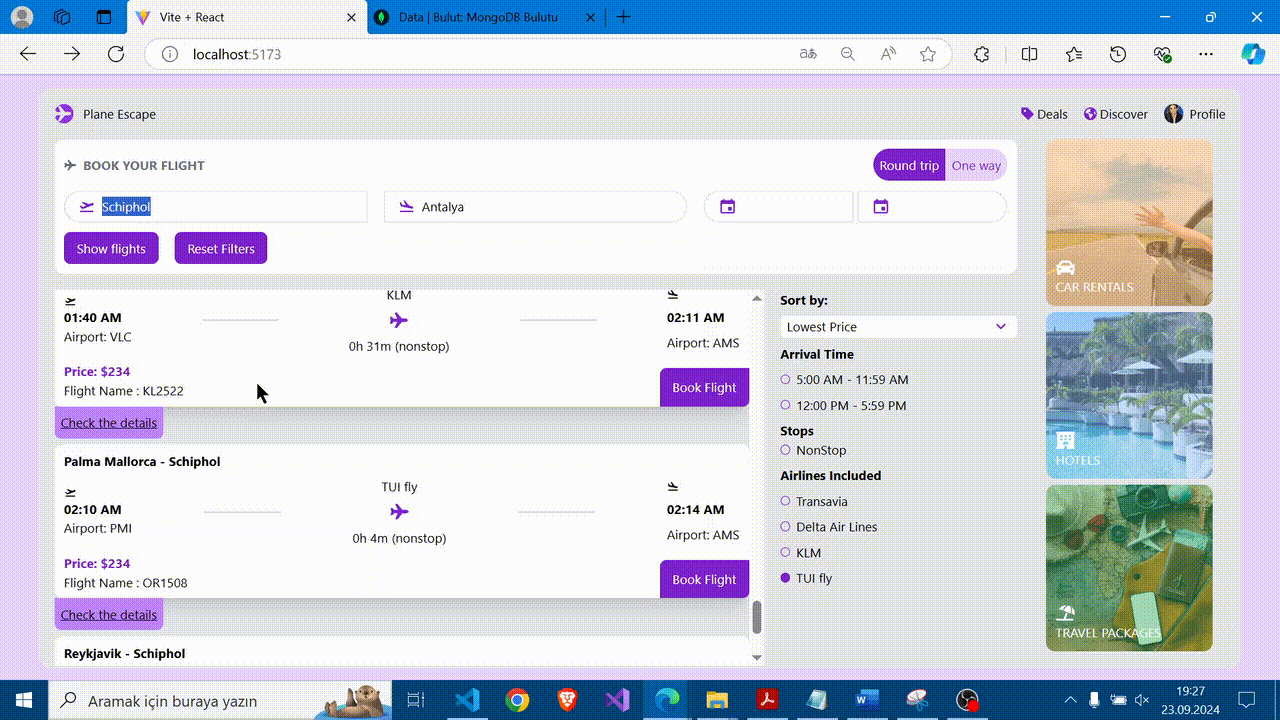 Vite + React
Data | Bulut: MongoDB Bulutu
localhost:5173
aあ
Plane Escape
Deals
Discover
Profile
BOOK YOUR FLIGHT
Round trip
One way
Schiphol
Antalya
Show flights
Reset Filters
KLM
01:40 AM
02:11 AM
Airport: VLC
0h 31m (nonstop)
Airport: AMS
Price: $234
Flight Name : KL2522
Book Flight
Check the details
Palma Mallorca - Schiphol
TUI fly
02:10 AM
02:14 AM
Airport: PMI
0h 4m (nonstop)
Airport: AMS
Price: $234
Flight Name : OR1508
Book Flight
Check the details
Reykjavik - Schiphol
Sort by:
Lowest Price
Arrival Time
5:00 AM - 11:59 AM
12:00 PM - 5:59 PM
Stops
NonStop
Airlines Included
Transavia
Delta Air Lines
KLM
TUI fly
CAR RENTALS
HOTELS
TRAVEL PACKAGES
Aramak için buraya yazın
19:27
23.09.2024